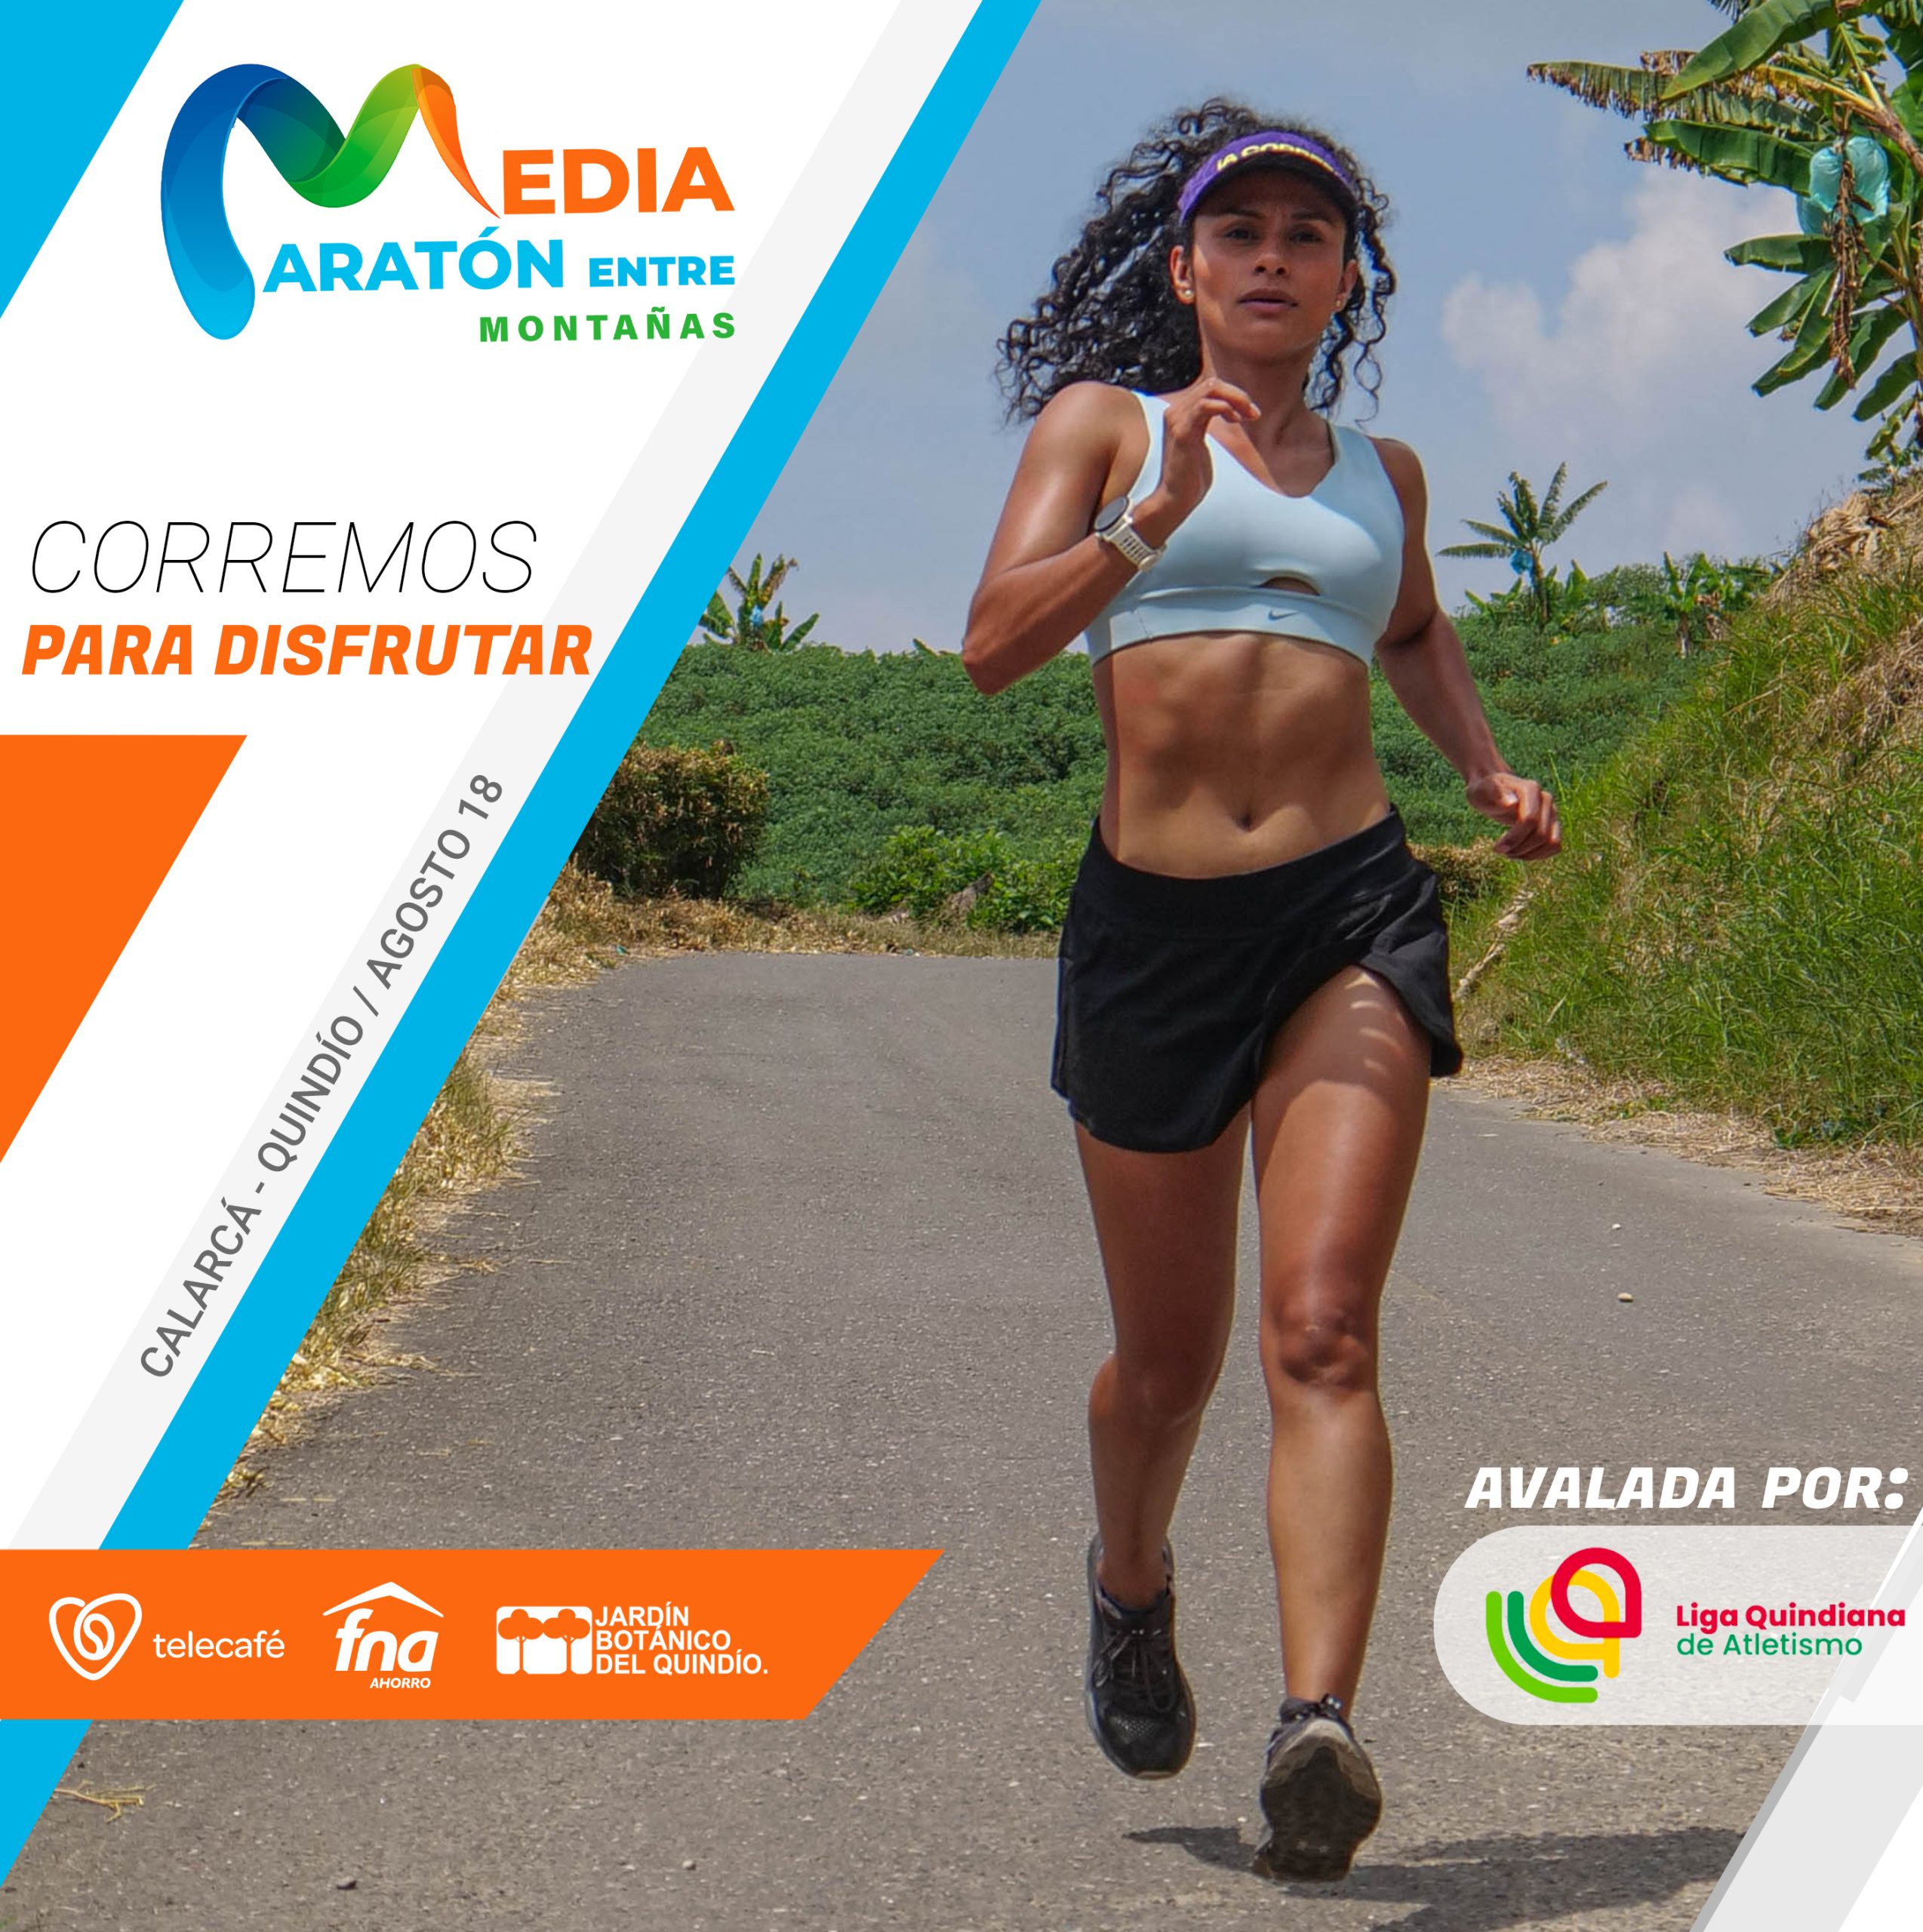 MEDIA
MARATÓN ENTRE
MONTAÑAS
CORREMOS
PARA DISFRUTAR
CALARCÁ - QUINDÍO / AGOSTO 18
AVALADA POR:
Liga Quindiana
de Atletismo
telecafé
fna
AHORRO
JARDÍN
BOTÁNICO
DEL QUINDÍO.